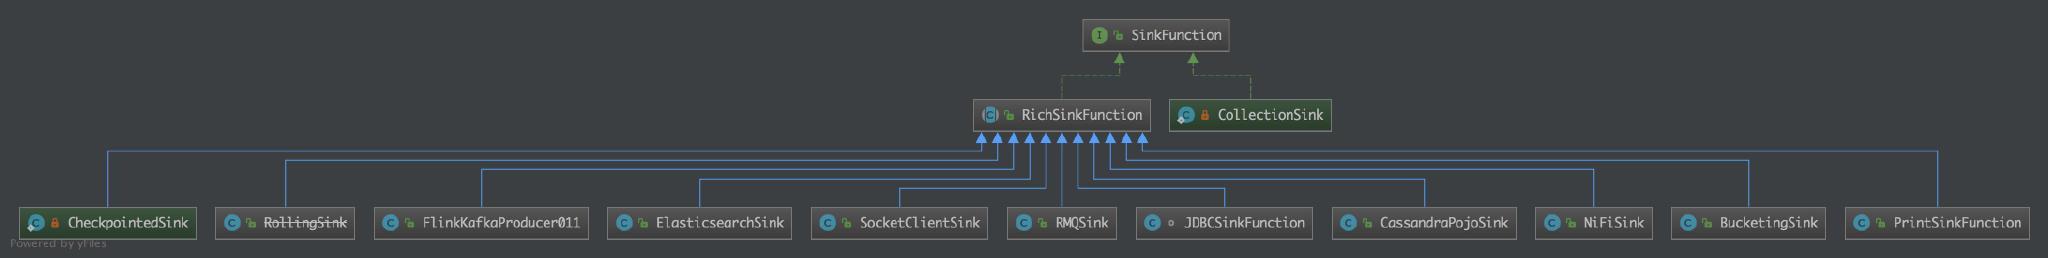 SinkFunction
RichSinkFunction
CollectionSink
CheckpointedSink
RollingSink
FlinkKafkaProducer011
ElasticsearchSink
SocketClientSink
RMQSink
JDBCSinkFunction
CassandraPojoSink
NiFiSink
BucketingSink
PrintSinkFunction
Powered by yFiles